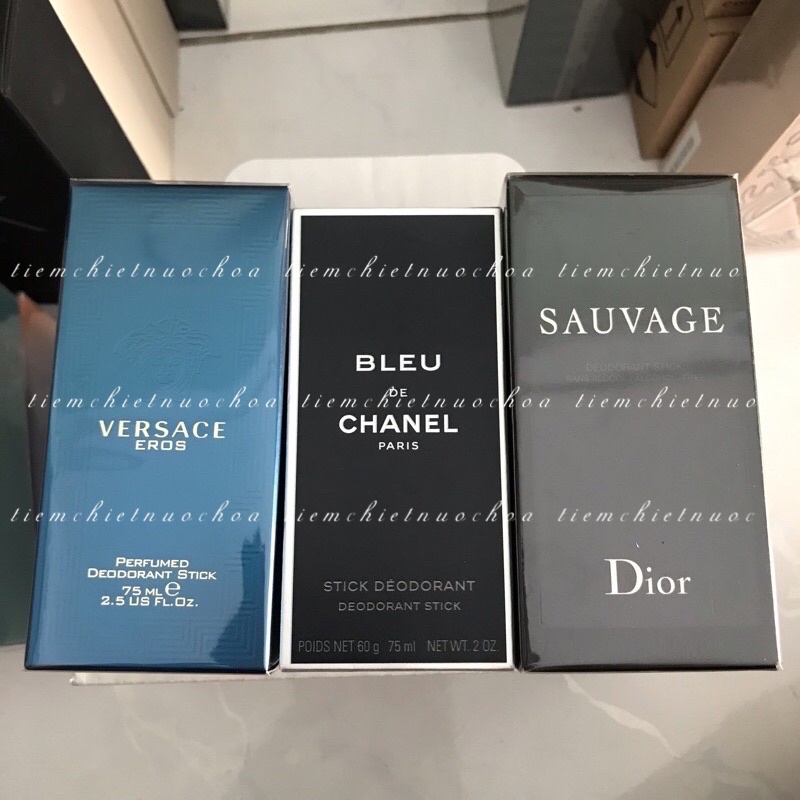 VERSACE
EROS
PERFUMED
DEODORANT STICK
75 ML e
2.5 US FL.OZ.
BLEU
DE
CHANEL
PARIS
STICK DÉODORANT
DEODORANT STICK
POIDS NET 60 g 75 ml NET WT. 2 OZ.
SAUVAGE
DEODORANT STICK
Dior
tiemchietnuochoa tiemchietnuochoa tiemchietnuo
tiemchietnuochoa tiemchietnuochoa tiemchietnuo
tiemchietnuochoa tiemchietnuochoa tiemchietnuoc